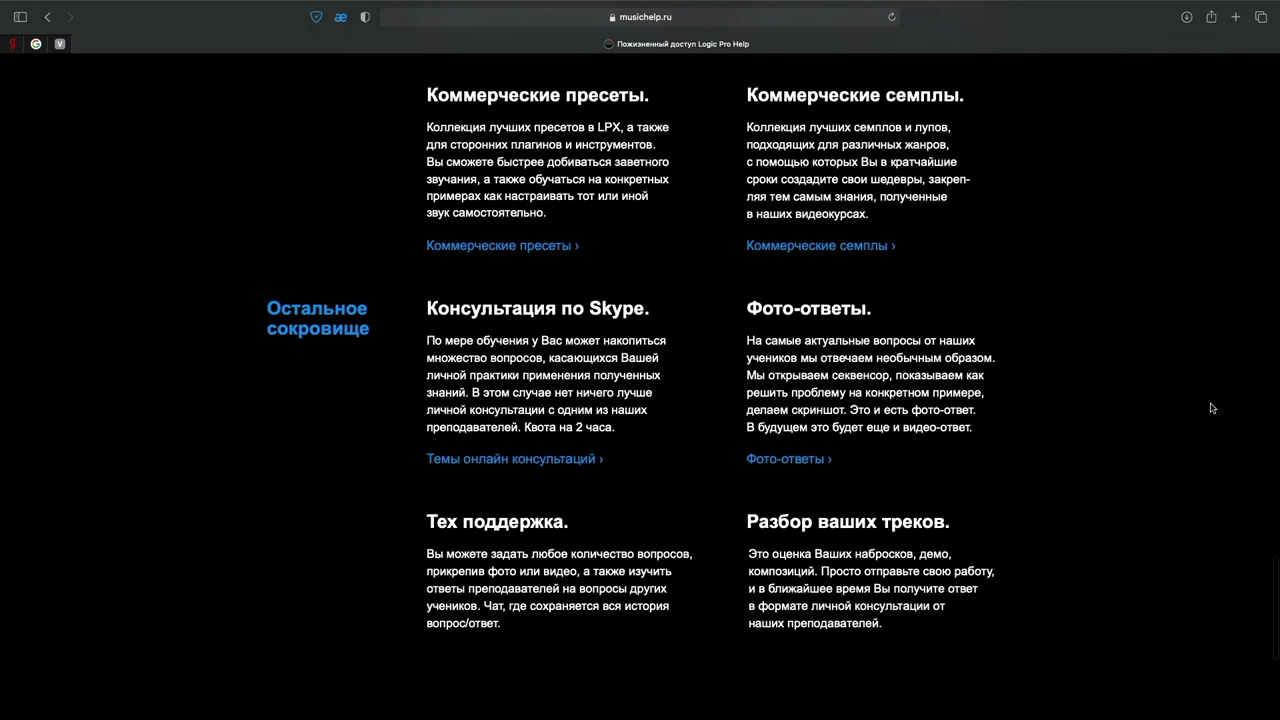 musichelp.ru
Я
G
V
Пожизненный доступ Logic Pro Help
Коммерческие пресеты.
Коллекция лучших пресетов в LPX, а также
для сторонних плагинов и инструментов.
Вы сможете быстрее добиваться заветного
звучания, а также обучаться на конкретных
примерах как настраивать тот или иной
звук самостоятельно.
Коммерческие пресеты ›
Коммерческие семплы.
Коллекция лучших семплов и лупов,
подходящих для различных жанров,
с помощью которых Вы в кратчайшие
сроки создадите свои шедевры, закреп-
ляя тем самым знания, полученные
в наших видеокурсах.
Коммерческие семплы ›
Остальное
сокровище
Консультация по Skype.
По мере обучения у Вас может накопиться
множество вопросов, касающихся Вашей
личной практики применения полученных
знаний. В этом случае нет ничего лучше
личной консультации с одним из наших
преподавателей. Квота на 2 часа.
Темы онлайн консультаций ›
Фото-ответы.
На самые актуальные вопросы от наших
учеников мы отвечаем необычным образом.
Мы открываем секвенсор, показываем как
решить проблему на конкретном примере,
делаем скриншот. Это и есть фото-ответ.
В будущем это будет еще и видео-ответ.
Фото-ответы ›
Тех поддержка.
Вы можете задать любое количество вопросов,
прикрепив фото или видео, а также изучить
ответы преподавателей на вопросы других
учеников. Чат, где сохраняется вся история
вопрос/ответ.
Разбор ваших треков.
Это оценка Ваших набросков, демо,
композиций. Просто отправьте свою работу,
и в ближайшее время Вы получите ответ
в формате личной консультации от
наших преподавателей.